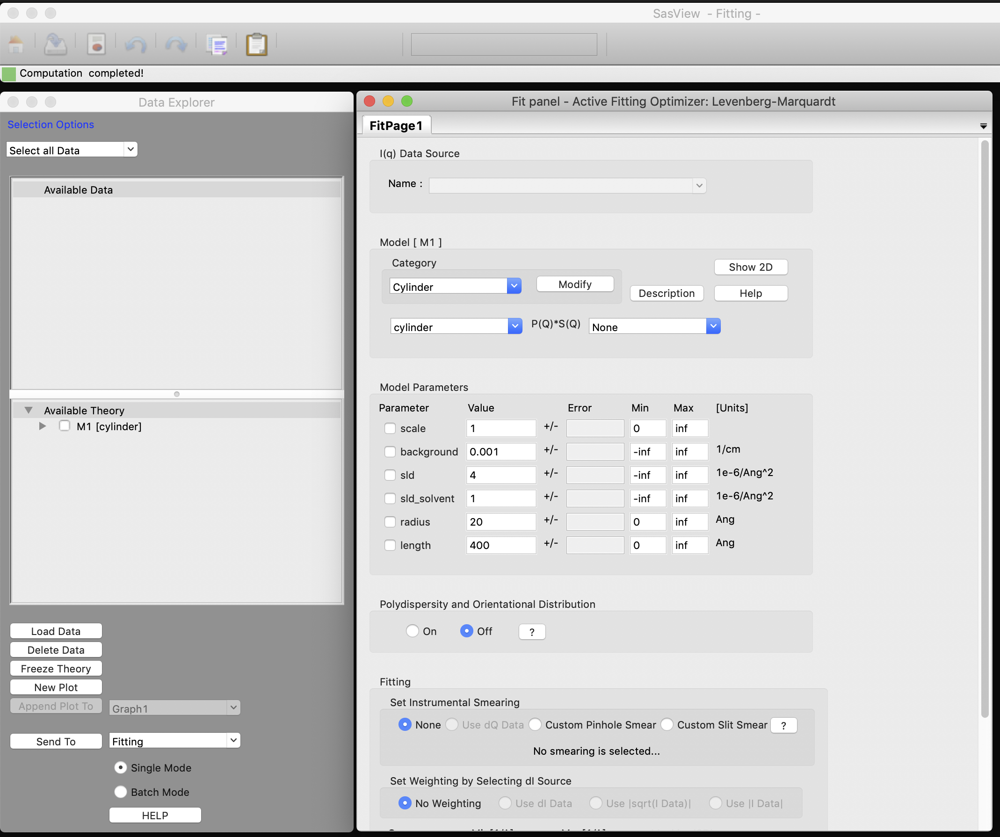 SasView - Fitting -
Computation completed!
Data Explorer
Selection Options
Select all Data
Available Data
Available Theory
M1 [cylinder]
Load Data
Delete Data
Freeze Theory
New Plot
Append Plot To Graph1
Send To Fitting
Single Mode
Batch Mode
HELP
Fit panel - Active Fitting Optimizer: Levenberg-Marquardt
FitPage1
I(q) Data Source
Name :
Model [ M1 ]
Category
Show 2D
Cylinder Modify
Description Help
cylinder P(Q)*S(Q) None
Model Parameters
Parameter Value Error Min Max [Units]
scale 1 +/- 0 inf
background 0.001 +/- -inf inf 1/cm
sld 4 +/- -inf inf 1e-6/Ang^2
sld_solvent 1 +/- -inf inf 1e-6/Ang^2
radius 20 +/- 0 inf Ang
length 400 +/- 0 inf Ang
Polydispersity and Orientational Distribution
On Off ?
Fitting
Set Instrumental Smearing
None Use dQ Data Custom Pinhole Smear Custom Slit Smear ?
No smearing is selected...
Set Weighting by Selecting dI Source
No Weighting Use dI Data Use |sqrt(I Data)| Use |I Data|